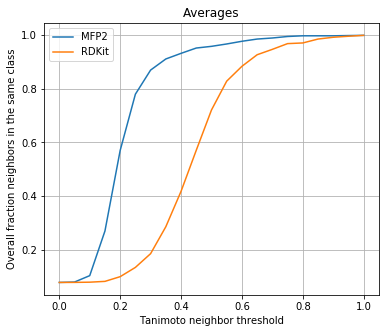 Averages
MFP2
RDKit
Overall fraction neighbors in the same class
1.0
0.8
0.6
0.4
0.2
0.0 0.2 0.4 0.6 0.8 1.0
Tanimoto neighbor threshold